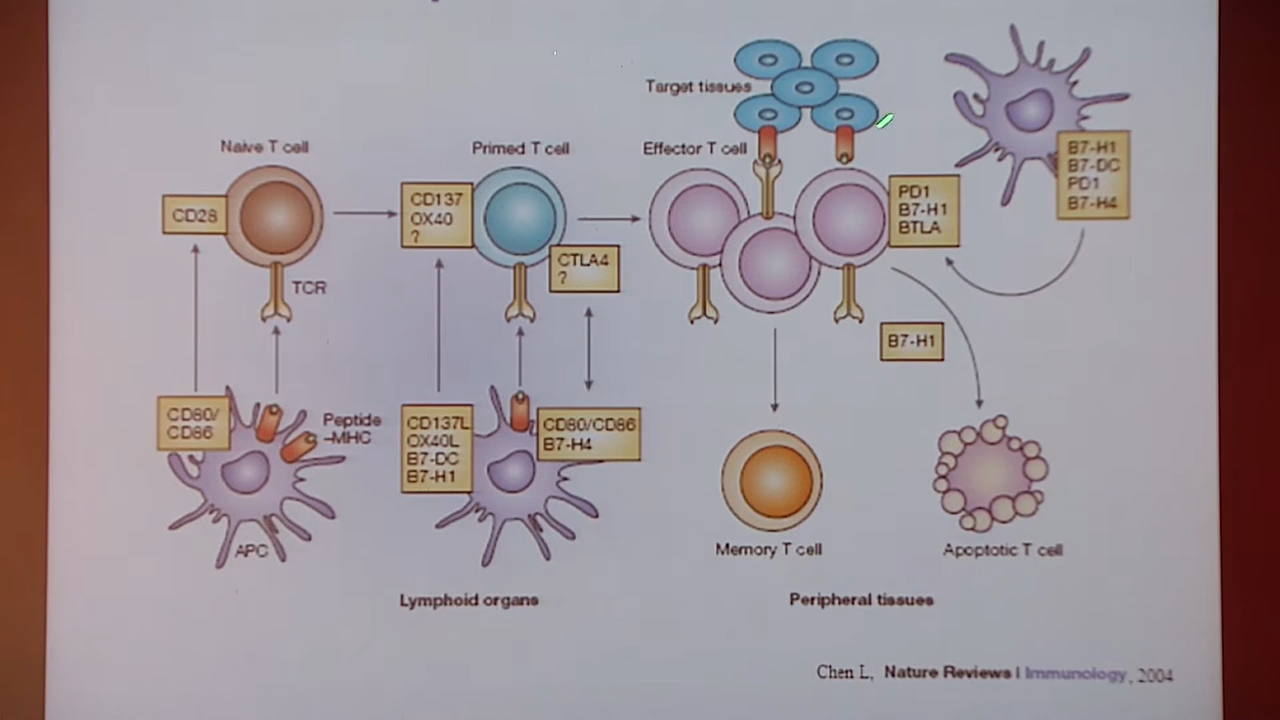 Target tissues
Naive T cell
Primed T cell
Effector T cell
CD28
CD137
OX40
?
PD1
B7-H1
BTLA
B7-H1
B7-DC
PD1
B7-H4
TCR
CTLA4
?
B7-H1
CD80/
CD86
Peptide
-MHC
CD137L
OX40L
B7-DC
B7-H1
CD80/CD86
B7-H4
APC
Memory T cell
Apoptotic T cell
Lymphoid organs
Peripheral tissues
Chen L, Nature Reviews | Immunology, 2004